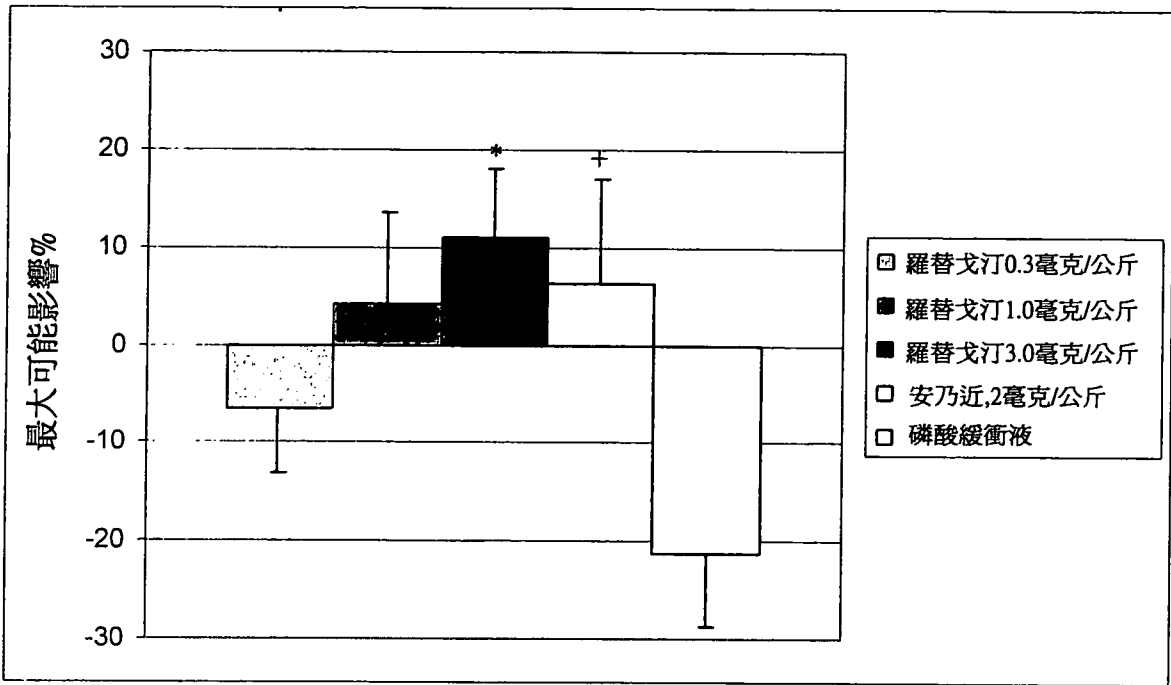 30
20
10
0
-10
-20
-30
最大可能影響%
*
+
羅替戈汀0.3毫克/公斤
羅替戈汀1.0毫克/公斤
羅替戈汀3.0毫克/公斤
安乃近,2毫克/公斤
磷酸緩衝液